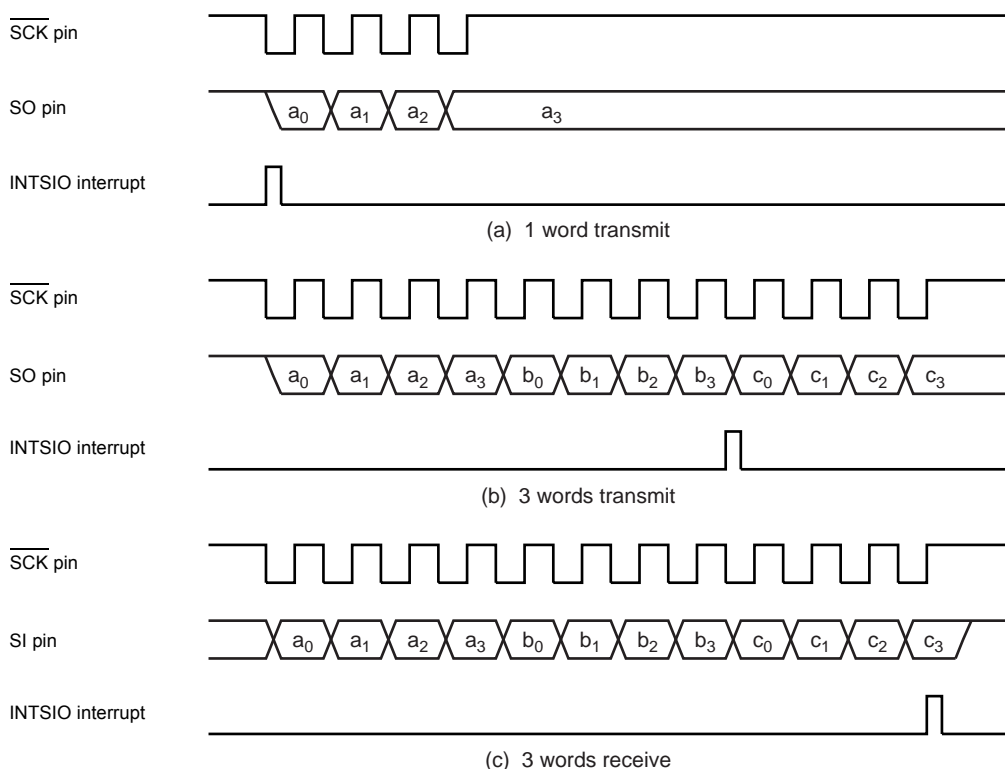 SCK pin
SO pin
a0 a1 a2 a3
INTSIO interrupt
(a) 1 word transmit
SCK pin
SO pin
a0 a1 a2 a3 b0 b1 b2 b3 c0 c1 c2 c3
INTSIO interrupt
(b) 3 words transmit
SCK pin
SI pin
a0 a1 a2 a3 b0 b1 b2 b3 c0 c1 c2 c3
INTSIO interrupt
(c) 3 words receive